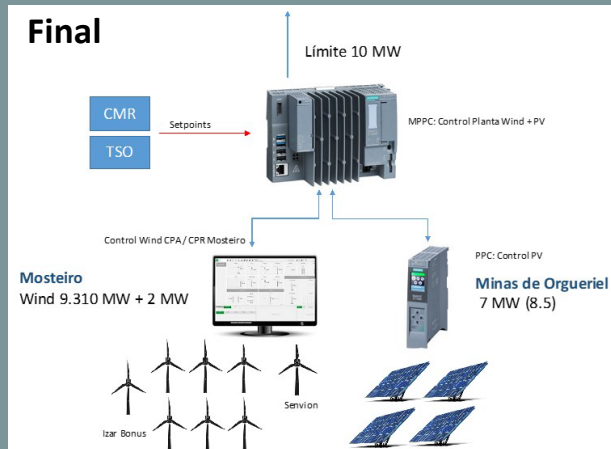 Final
Límite 10 MW
CMR
TSO
Setpoints
MPPC: Control Planta Wind + PV
Control Wind CPA/ CPR Mosteiro
PPC: Control PV
Mosteiro
Wind 9.310 MW + 2 MW
Minas de Orgueriel
7 MW (8.5)
Senvion
Izar Bonus